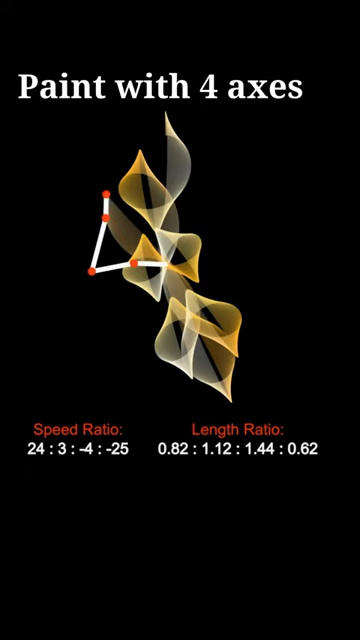 Paint with 4 axes
Speed Ratio:
24 : 3 : -4 : -25
Length Ratio:
0.82 : 1.12 : 1.44 : 0.62